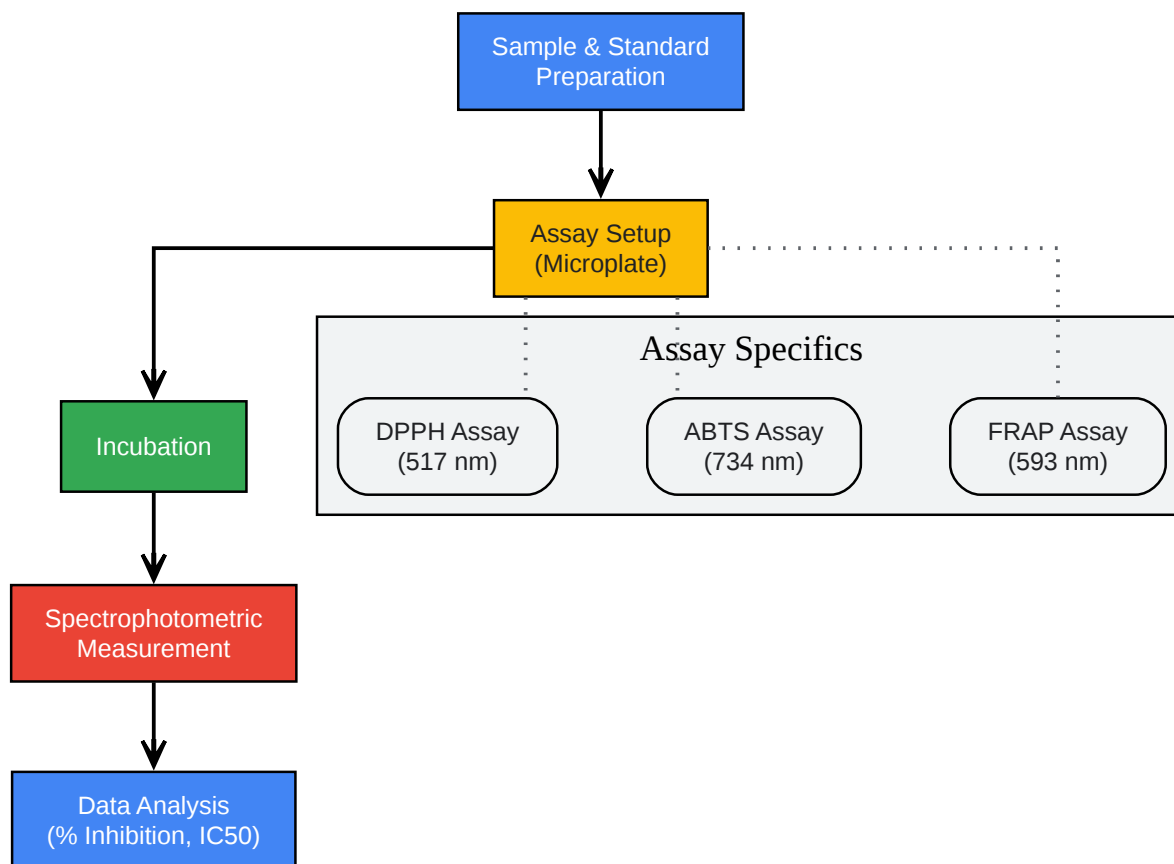 Sample & Standard
Preparation
Assay Setup
(Microplate)
Assay Specifics
DPPH Assay
(517 nm)
ABTS Assay
(734 nm)
FRAP Assay
(593 nm)
Incubation
Spectrophotometric
Measurement
Data Analysis
(% Inhibition, IC50)